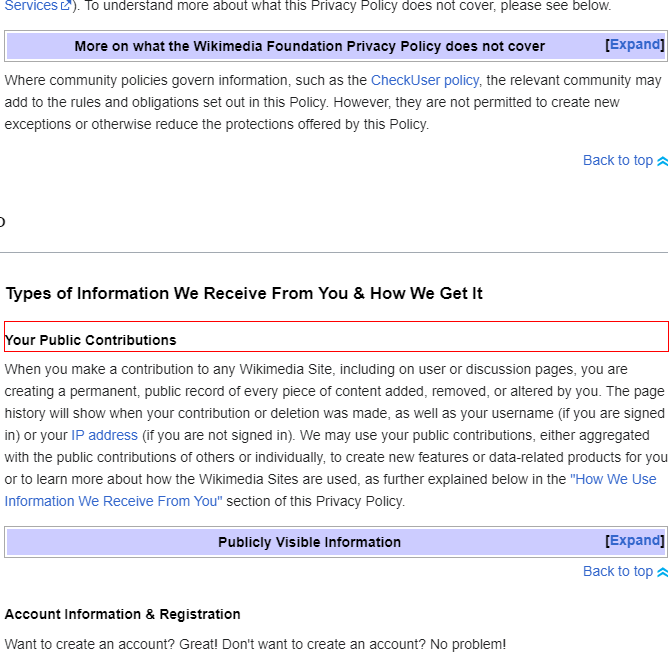 Services). To understand more about what this Privacy Policy does not cover, please see below.
More on what the Wikimedia Foundation Privacy Policy does not cover [Expand]
Where community policies govern information, such as the CheckUser policy, the relevant community may
add to the rules and obligations set out in this Policy. However, they are not permitted to create new
exceptions or otherwise reduce the protections offered by this Policy.
Back to top
Types of Information We Receive From You & How We Get It
Your Public Contributions
When you make a contribution to any Wikimedia Site, including on user or discussion pages, you are
creating a permanent, public record of every piece of content added, removed, or altered by you. The page
history will show when your contribution or deletion was made, as well as your username (if you are signed
in) or your IP address (if you are not signed in). We may use your public contributions, either aggregated
with the public contributions of others or individually, to create new features or data-related products for you
or to learn more about how the Wikimedia Sites are used, as further explained below in the "How We Use
Information We Receive From You" section of this Privacy Policy.
Publicly Visible Information [Expand]
Back to top
Account Information & Registration
Want to create an account? Great! Don't want to create an account? No problem!